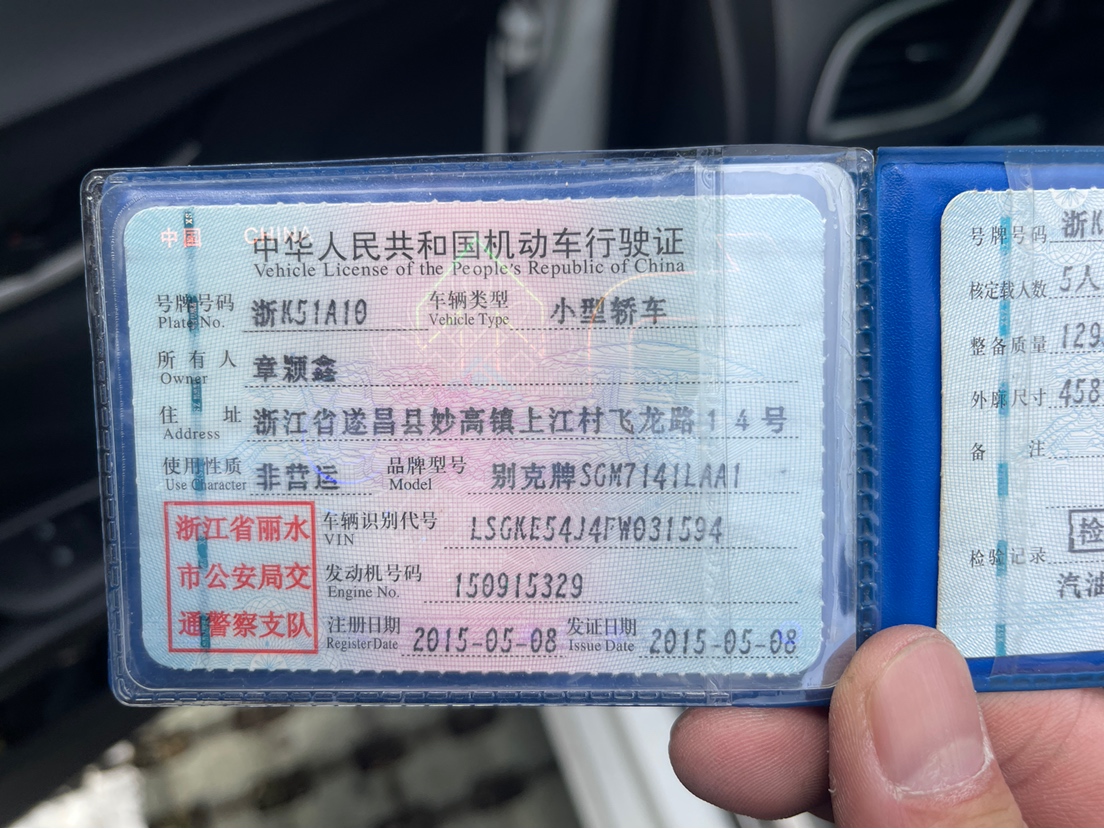 中国 CHINA
中华人民共和国机动车行驶证
Vehicle License of the People's Republic of China
号牌号码 浙K51A10 车辆类型 小型轿车
Plate No. Vehicle Type
所有人 章颖鑫
Owner
住址 浙江省遂昌县妙高镇上江村飞龙路14号
Address
使用性质 非营运 品牌型号 别克牌SGM7141LAA1
Use Character Model
浙江省丽水
市公安局交
通警察支队
车辆识别代号 LSGKE54J4FW031594
VIN
发动机号码 150915329
Engine No.
注册日期 2015-05-08 发证日期 2015-05-08
Register Date Issue Date
号牌号码 浙K
核定载人数 5人
整备质量 129
外廓尺寸 458
备注
检
检验记录
汽油